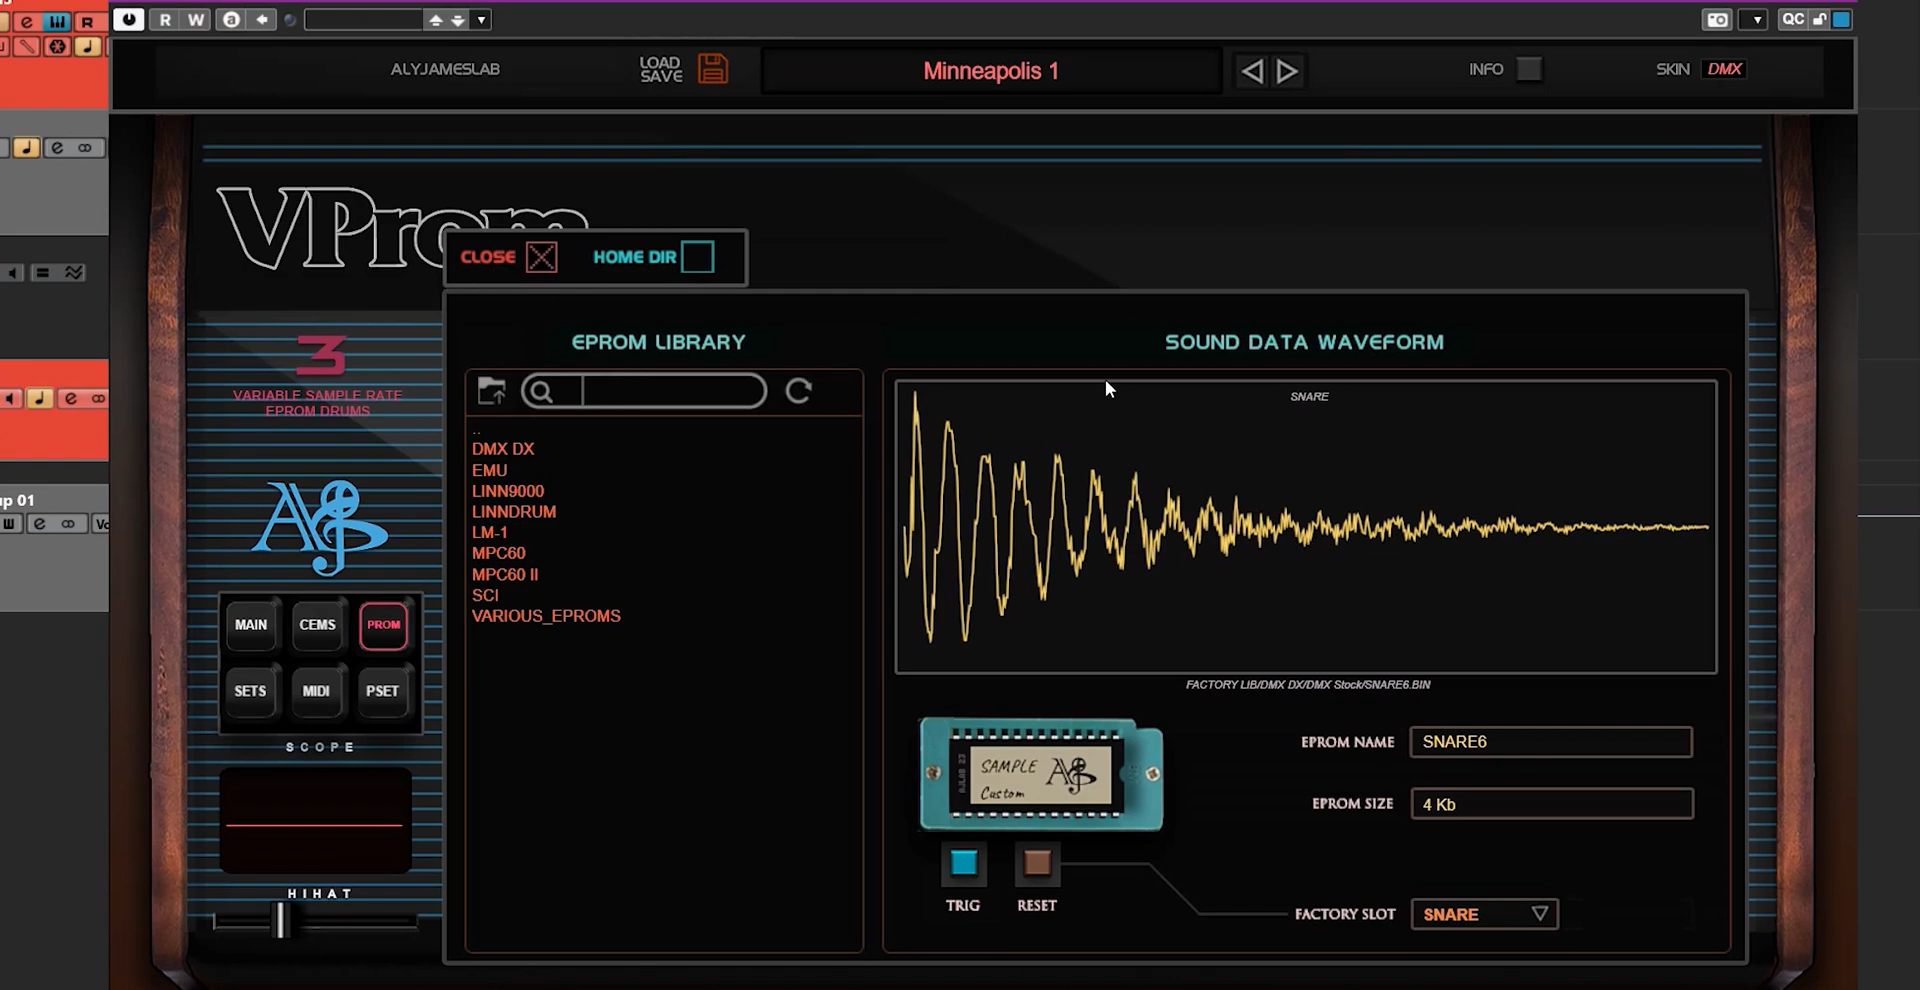 R W a QC
ALYJAMESLAB
LOAD
SAVE
Minneapolis 1
INFO
SKIN DMX
VProm
CLOSE
HOME DIR
3
VARIABLE SAMPLE RATE
EPROM DRUMS
MAIN CEMS PROM
SETS MIDI PSET
SCOPE
HIHAT
up 01
EPROM LIBRARY
..
DMX DX
EMU
LINN9000
LINNDRUM
LM-1
MPC60
MPC60 II
SCI
VARIOUS_EPROMS
SOUND DATA WAVEFORM
SNARE
FACTORY LIB/DMX DX/DMX Stock/SNARE6.BIN
SAMPLE
Custom
AJLAB 23
TRIG
RESET
EPROM NAME SNARE6
EPROM SIZE 4 Kb
FACTORY SLOT SNARE